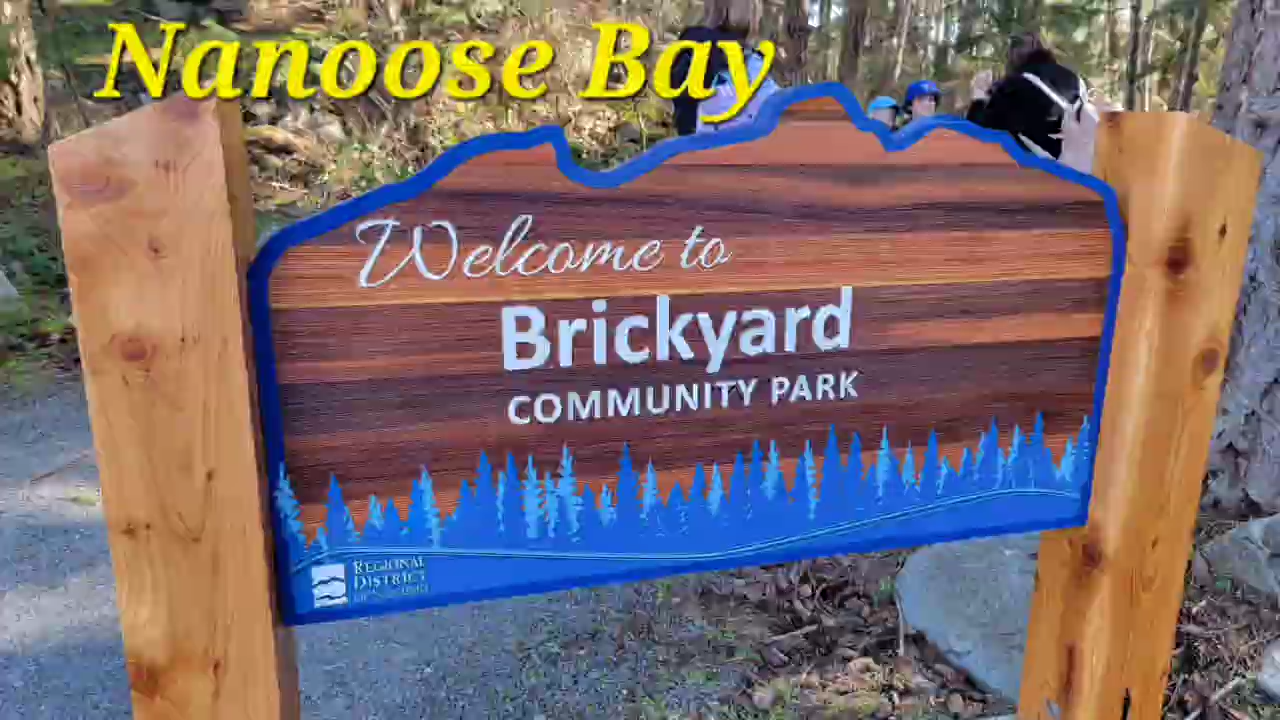 Nanoose Bay
Welcome to
Brickyard
COMMUNITY PARK
REGIONAL
DISTRICT